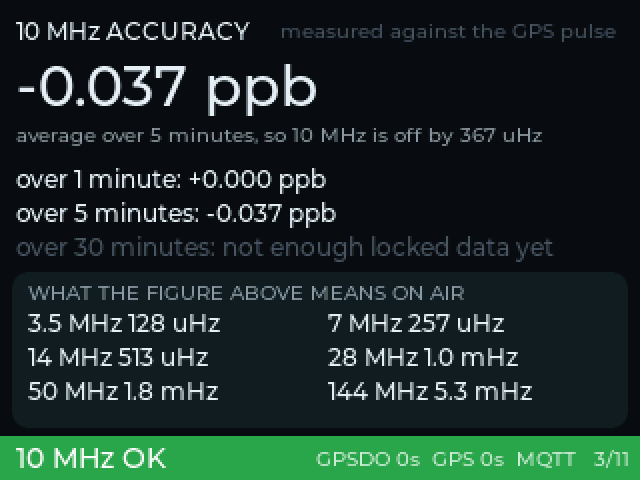 10 MHz ACCURACY measured against the GPS pulse
-0.037 ppb
average over 5 minutes, so 10 MHz is off by 367 uHz
over 1 minute: +0.000 ppb
over 5 minutes: -0.037 ppb
over 30 minutes: not enough locked data yet
WHAT THE FIGURE ABOVE MEANS ON AIR
3.5 MHz 128 uHz 7 MHz 257 uHz
14 MHz 513 uHz 28 MHz 1.0 mHz
50 MHz 1.8 mHz 144 MHz 5.3 mHz
10 MHz OK GPSDO 0s GPS 0s MQTT 3/11